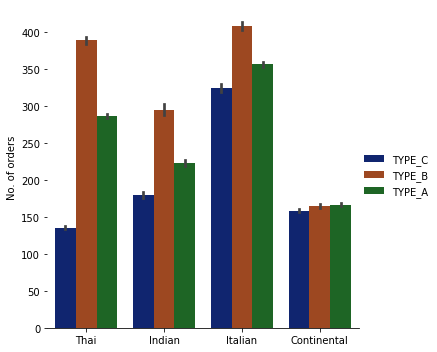 400
350
300
250
200
150
100
50
0
No. of orders
Thai Indian Italian Continental
TYPE_C
TYPE_B
TYPE_A